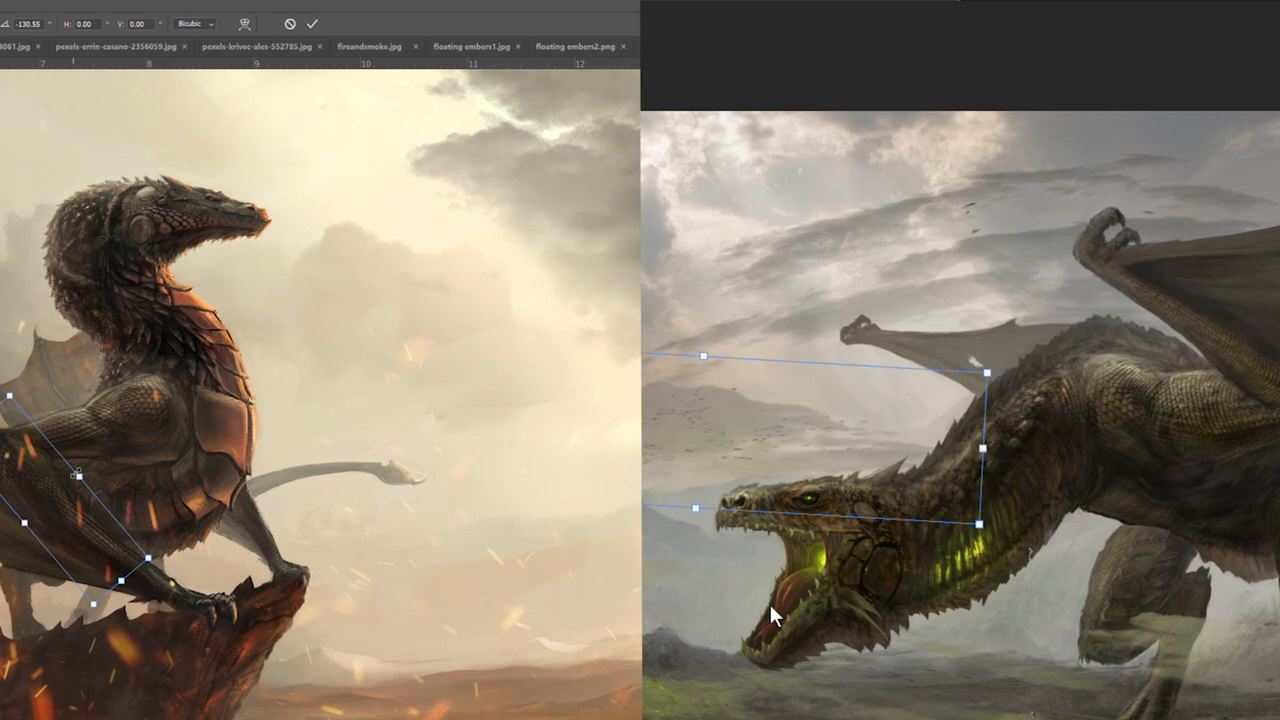 -130.55 ° H: 0.00 ° V: 0.00 ° Bicubic
4061.jpg × pexels-errin-casano-2356059.jpg × pexels-krivec-ales-552785.jpg × fireandsmoke.jpg × floating embers1.jpg × floating embers2.png ×
7 8 9 10 11 12